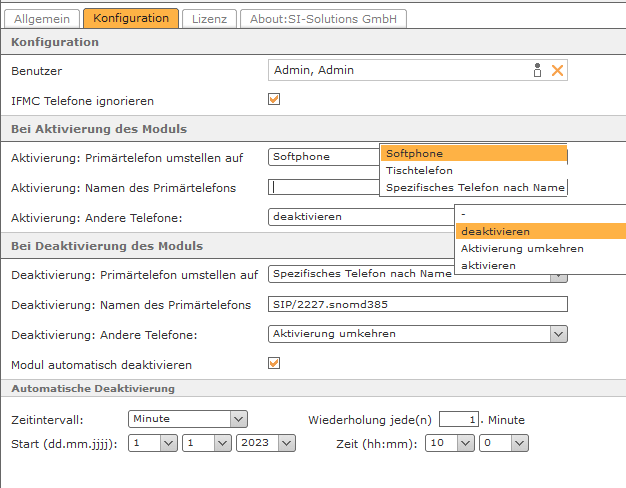 Allgemein Konfiguration Lizenz About:SI-Solutions GmbH
Konfiguration
Benutzer Admin, Admin
IFMC Telefone ignorieren
Bei Aktivierung des Moduls
Aktivierung: Primärtelefon umstellen auf Softphone
Softphone
Tischtelefon
Spezifisches Telefon nach Name
Aktivierung: Namen des Primärtelefons
Aktivierung: Andere Telefone: deaktivieren
-
deaktivieren
Aktivierung umkehren
aktivieren
Bei Deaktivierung des Moduls
Deaktivierung: Primärtelefon umstellen auf Spezifisches Telefon nach Name
Deaktivierung: Namen des Primärtelefons SIP/2227.snomd385
Deaktivierung: Andere Telefone: Aktivierung umkehren
Modul automatisch deaktivieren
Automatische Deaktivierung
Zeitintervall: Minute Wiederholung jede(n) 1. Minute
Start (dd.mm.jjjj): 1 1 2023 Zeit (hh:mm): 10 0